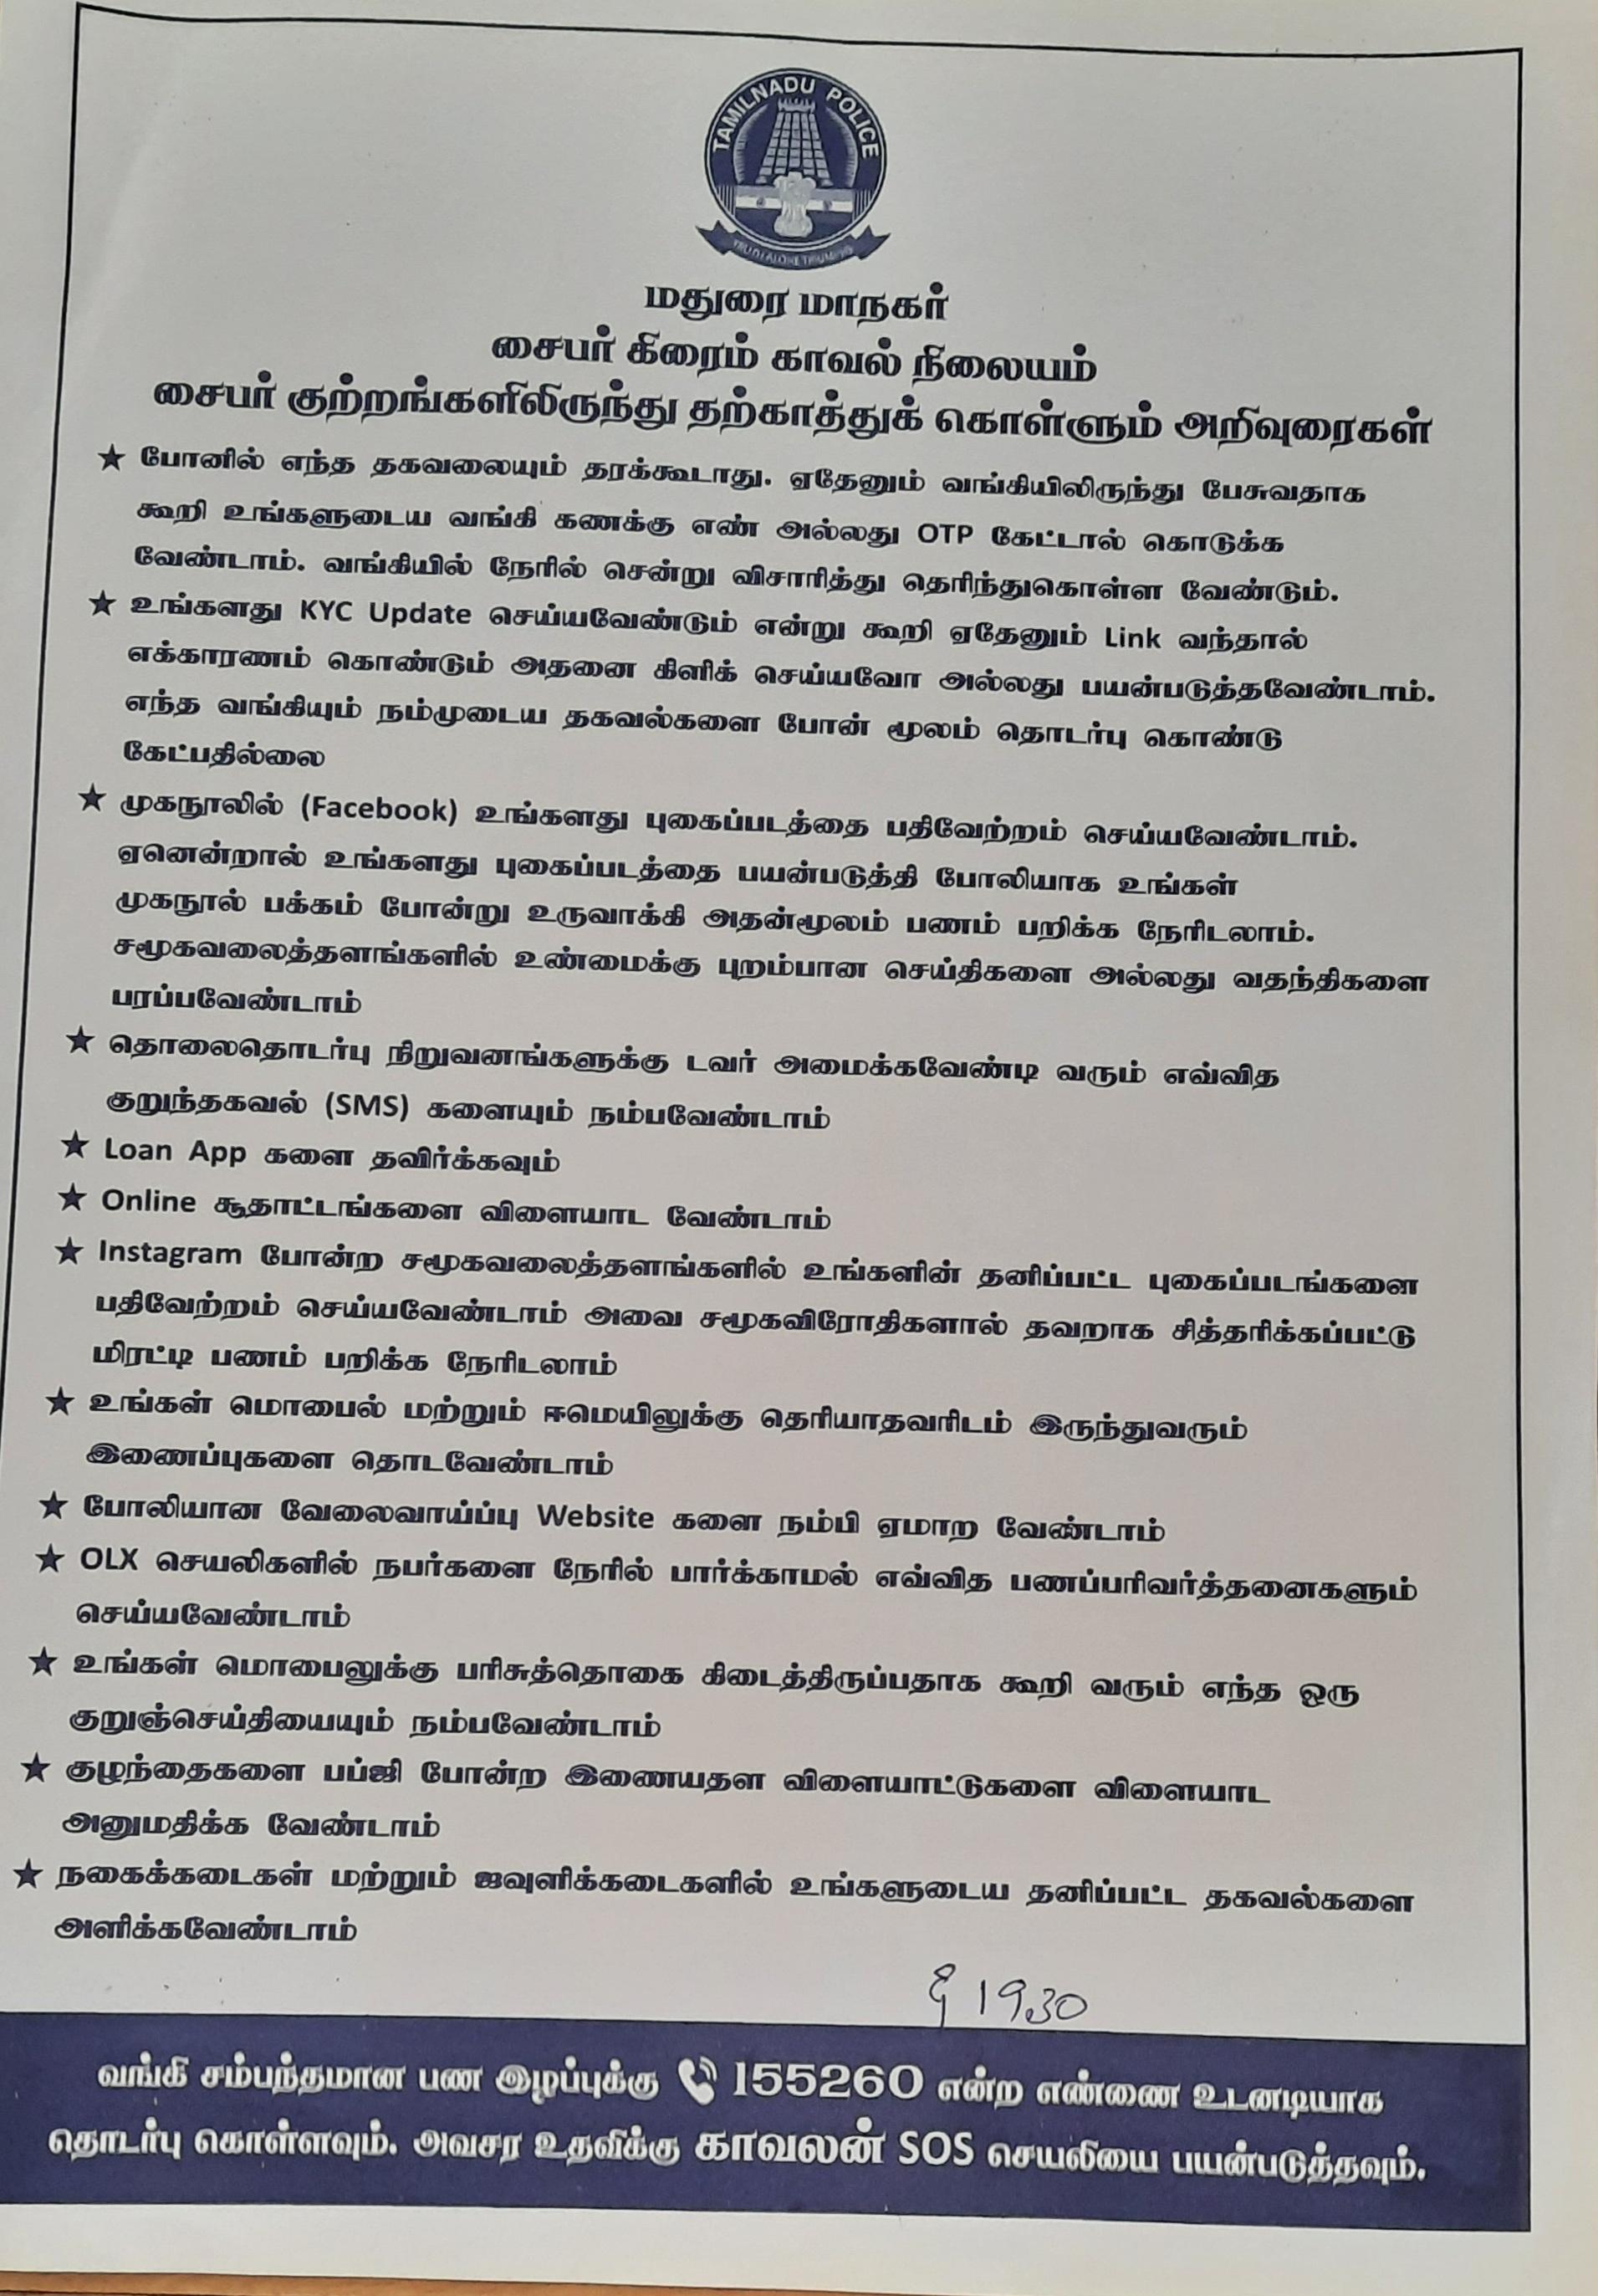 TAMILNADU POLICE
TRUTH ALONE TRIUMPHS
மதுரை மாநகர்
சைபர் கிரைம் காவல் நிலையம்
சைபர் குற்றங்களிலிருந்து தற்காத்துக் கொள்ளும் அறிவுரைகள்
★ போனில் எந்த தகவலையும் தரக்கூடாது. ஏதேனும் வங்கியிலிருந்து பேசுவதாக
கூறி உங்களுடைய வங்கி கணக்கு எண் அல்லது OTP கேட்டால் கொடுக்க
வேண்டாம். வங்கியில் நேரில் சென்று விசாரித்து தெரிந்துகொள்ள வேண்டும்.
★ உங்களது KYC Update செய்யவேண்டும் என்று கூறி ஏதேனும் Link வந்தால்
எக்காரணம் கொண்டும் அதனை கிளிக் செய்யவோ அல்லது பயன்படுத்தவேண்டாம்.
எந்த வங்கியும் நம்முடைய தகவல்களை போன் மூலம் தொடர்பு கொண்டு
கேட்பதில்லை
★ முகநூலில் (Facebook) உங்களது புகைப்படத்தை பதிவேற்றம் செய்யவேண்டாம்.
ஏனென்றால் உங்களது புகைப்படத்தை பயன்படுத்தி போலியாக உங்கள்
முகநூல் பக்கம் போன்று உருவாக்கி அதன்மூலம் பணம் பறிக்க நேரிடலாம்.
சமூகவலைத்தளங்களில் உண்மைக்கு புறம்பான செய்திகளை அல்லது வதந்திகளை
பரப்பவேண்டாம்
★ தொலைதொடர்பு நிறுவனங்களுக்கு டவர் அமைக்கவேண்டி வரும் எவ்வித
குறுந்தகவல் (SMS) களையும் நம்பவேண்டாம்
★ Loan App களை தவிர்க்கவும்
★ Online சூதாட்டங்களை விளையாட வேண்டாம்
★ Instagram போன்ற சமூகவலைத்தளங்களில் உங்களின் தனிப்பட்ட புகைப்படங்களை
பதிவேற்றம் செய்யவேண்டாம் அவை சமூகவிரோதிகளால் தவறாக சித்தரிக்கப்பட்டு
மிரட்டி பணம் பறிக்க நேரிடலாம்
★ உங்கள் மொபைல் மற்றும் ஈமெயிலுக்கு தெரியாதவரிடம் இருந்துவரும்
இணைப்புகளை தொடவேண்டாம்
★ போலியான வேலைவாய்ப்பு Website களை நம்பி ஏமாற வேண்டாம்
★ OLX செயலிகளில் நபர்களை நேரில் பார்க்காமல் எவ்வித பணப்பரிவர்த்தனைகளும்
செய்யவேண்டாம்
★ உங்கள் மொபைலுக்கு பரிசுத்தொகை கிடைத்திருப்பதாக கூறி வரும் எந்த ஒரு
குறுஞ்செய்தியையும் நம்பவேண்டாம்
★ குழந்தைகளை பப்ஜி போன்ற இணையதள விளையாட்டுகளை விளையாட
அனுமதிக்க வேண்டாம்
★ நகைக்கடைகள் மற்றும் ஜவுளிக்கடைகளில் உங்களுடைய தனிப்பட்ட தகவல்களை
அளிக்கவேண்டாம்
1930
வங்கி சம்பந்தமான பண இழப்புக்கு 155260 என்ற எண்ணை உடனடியாக
தொடர்பு கொள்ளவும். அவசர உதவிக்கு காவலன் SOS செயலியை பயன்படுத்தவும்.